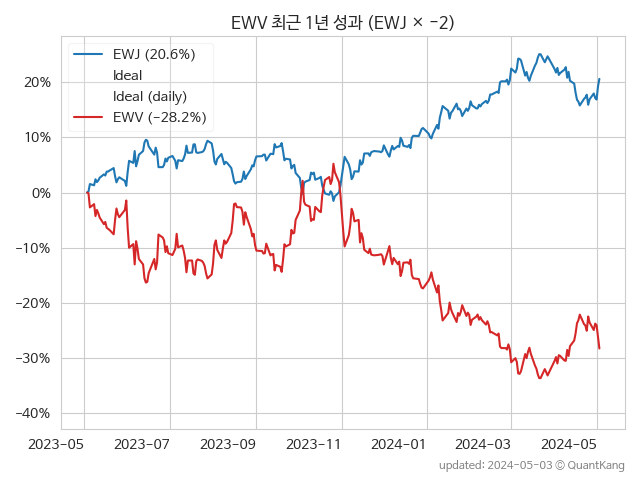 EWV 최근 1년 성과 (EWJ × −2)
EWJ (20.6%)
Ideal
Ideal (daily)
EWV (−28.2%)
20%
10%
0%
−10%
−20%
−30%
−40%
2023-05 2023-07 2023-09 2023-11 2024-01 2024-03 2024-05
updated: 2024-05-03 © QuantKang